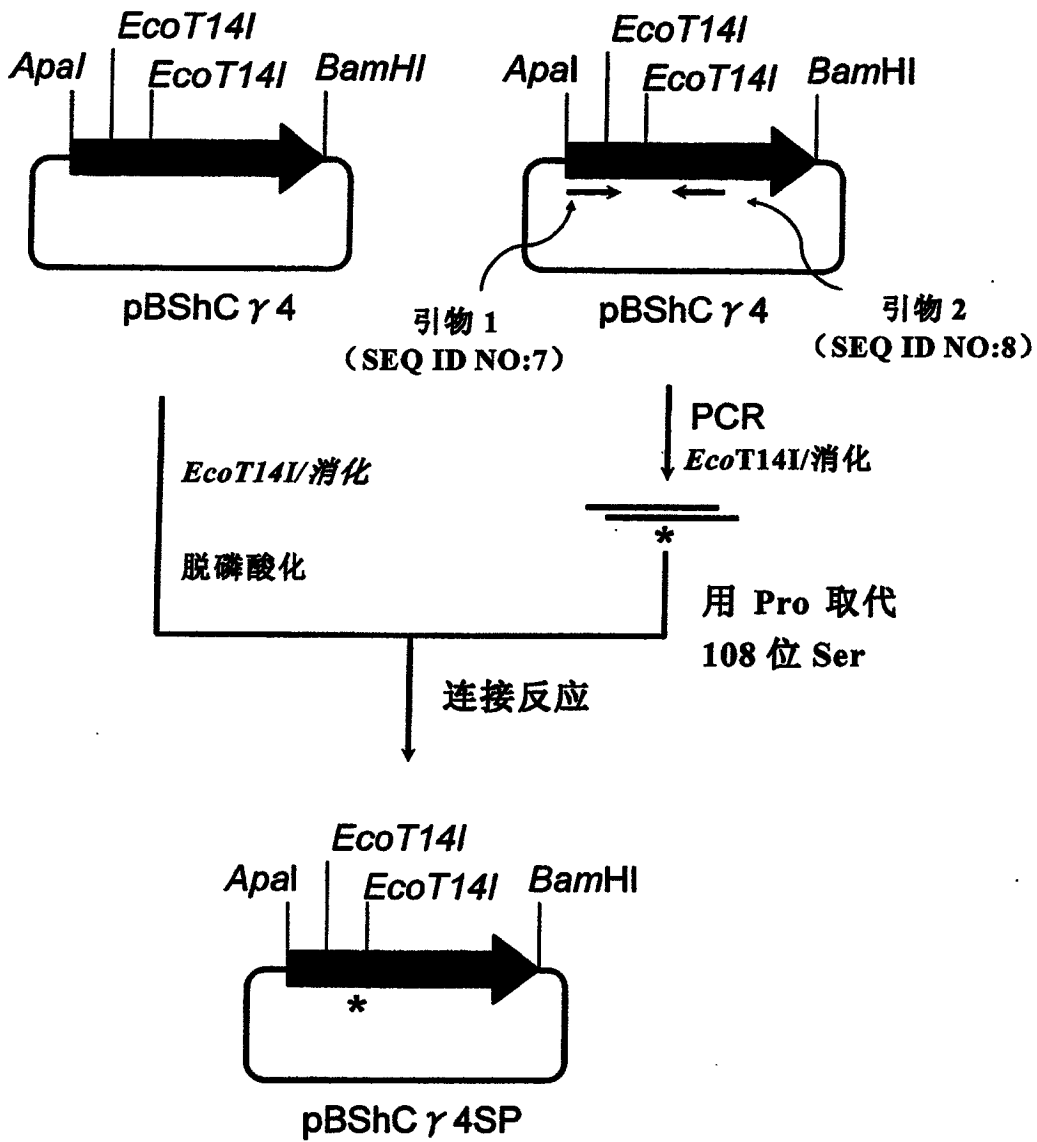 EcoT14I
ApaI
EcoT14I
BamHI
pBShCγ4
EcoT14I
ApaI
EcoT14I
BamHI
pBShCγ4
引物 1
（SEQ ID NO:7）
引物 2
（SEQ ID NO:8）
EcoT14I/消化
脱磷酸化
PCR
EcoT14I/消化
*
用 Pro 取代
108 位 Ser
连接反应
EcoT14I
ApaI
EcoT14I
BamHI
*
pBShCγ4SP